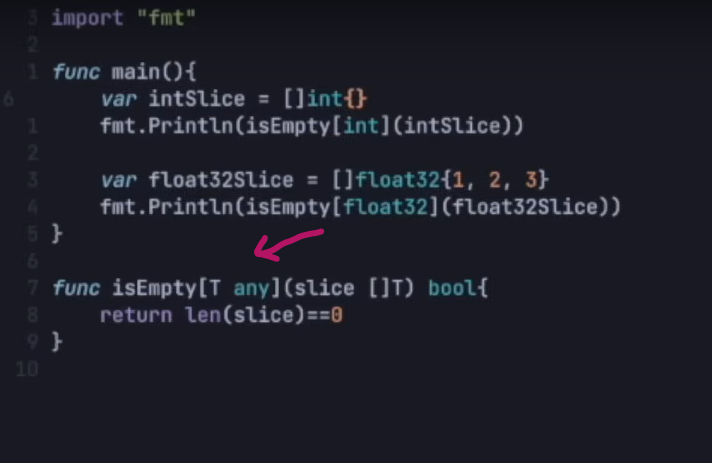 3 import "fmt"
2
1 func main(){
6 var intSlice = []int{}
1 fmt.Println(isEmpty[int](intSlice))
2
3 var float32Slice = []float32{1, 2, 3}
4 fmt.Println(isEmpty[float32](float32Slice))
5 }
6
7 func isEmpty[T any](slice []T) bool{
8 return len(slice)==0
9 }
10